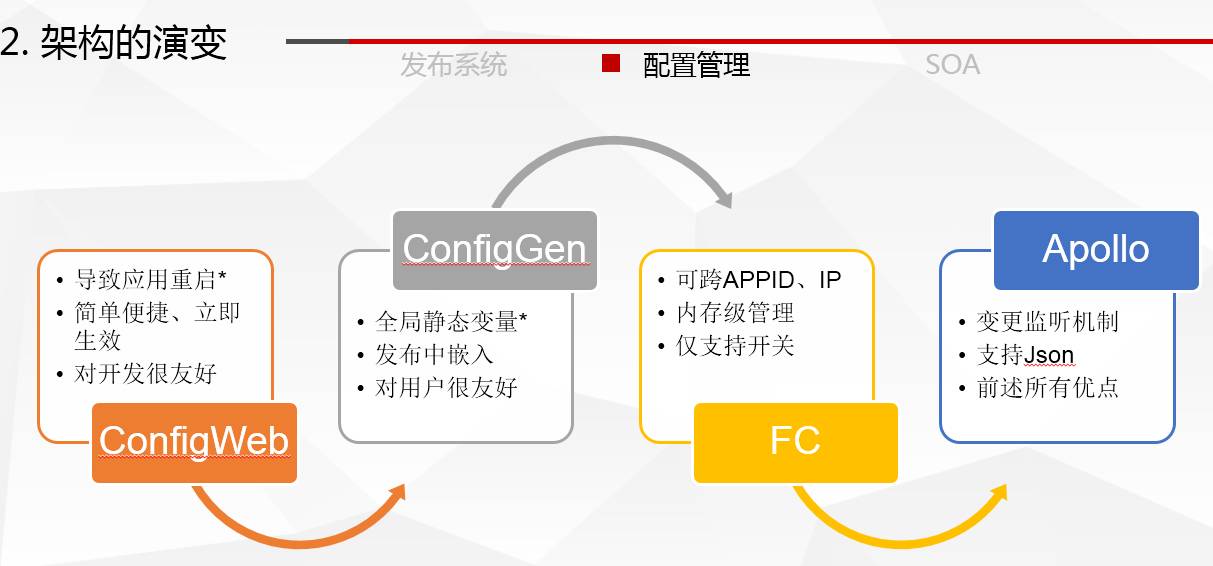 2. 架构的演变
发布系统
■ 配置管理
SOA
• 导致应用重启*
• 简单便捷、立即
生效
• 对开发很友好
ConfigWeb
ConfigGen
• 全局静态变量*
• 发布中嵌入
• 对用户很友好
• 可跨APPID、IP
• 内存级管理
• 仅支持开关
FC
Apollo
• 变更监听机制
• 支持Json
• 前述所有优点